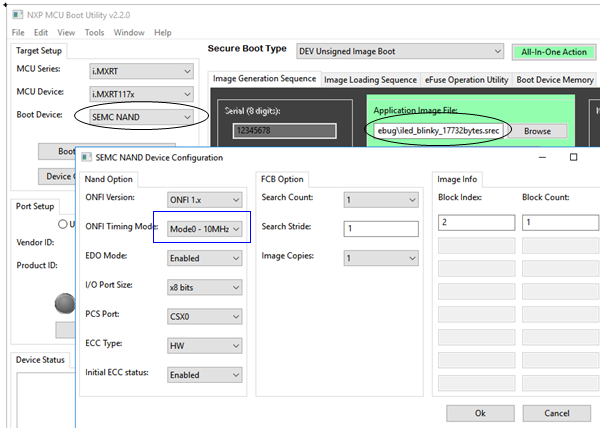 NXP MCU Boot Utility v2.2.0
File Edit View Tools Window Help
Target Setup
Secure Boot Type DEV Unsigned Image Boot All-In-One Action
MCU Series: i.MXRT
Image Generation Sequence Image Loading Sequence eFuse Operation Utility Boot Device Memory
MCU Device: i.MXRT117x
Boot Device: SEMC NAND
Serial (8 digits): Application Image File:
12345678 ebug\iled_blinky_17732bytes.srec Browse
Boot
SEMC NAND Device Configuration
Device C
Nand Option FCB Option Image Info
ONFI Version: ONFI 1.x Search Count: 1 Block Index: Block Count:
Port Setup
ONFI Timing Mode: Mode0 - 10MHz Search Stride: 1 2 1
U
Vendor ID:
EDO Mode: Enabled Image Copies: 1
Product ID:
I/O Port Size: x8 bits
PCS Port: CSX0
ECC Type: HW
Device Status
Initial ECC status: Enabled
Ok Cancel